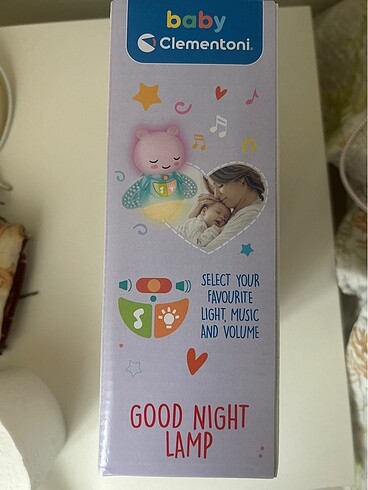 baby
Clementoni®
SELECT YOUR
FAVOURITE
LIGHT, MUSIC
AND VOLUME
GOOD NIGHT
LAMP